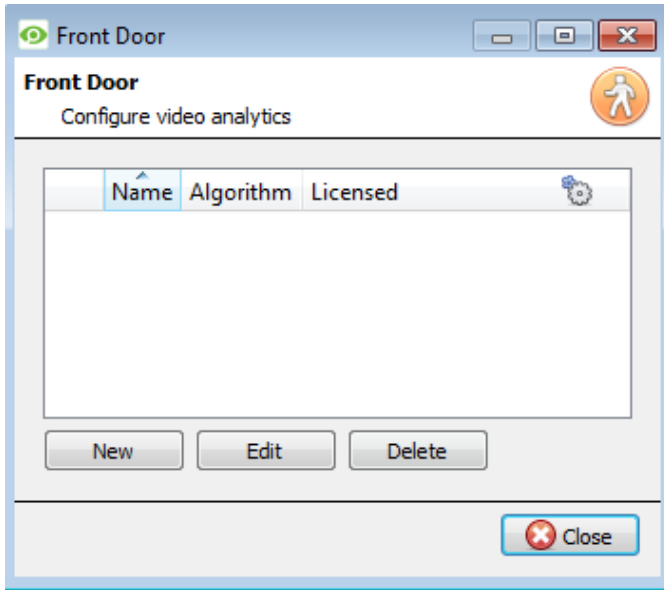 Front Door
Front Door
Configure video analytics
Name Algorithm Licensed
New Edit Delete
Close